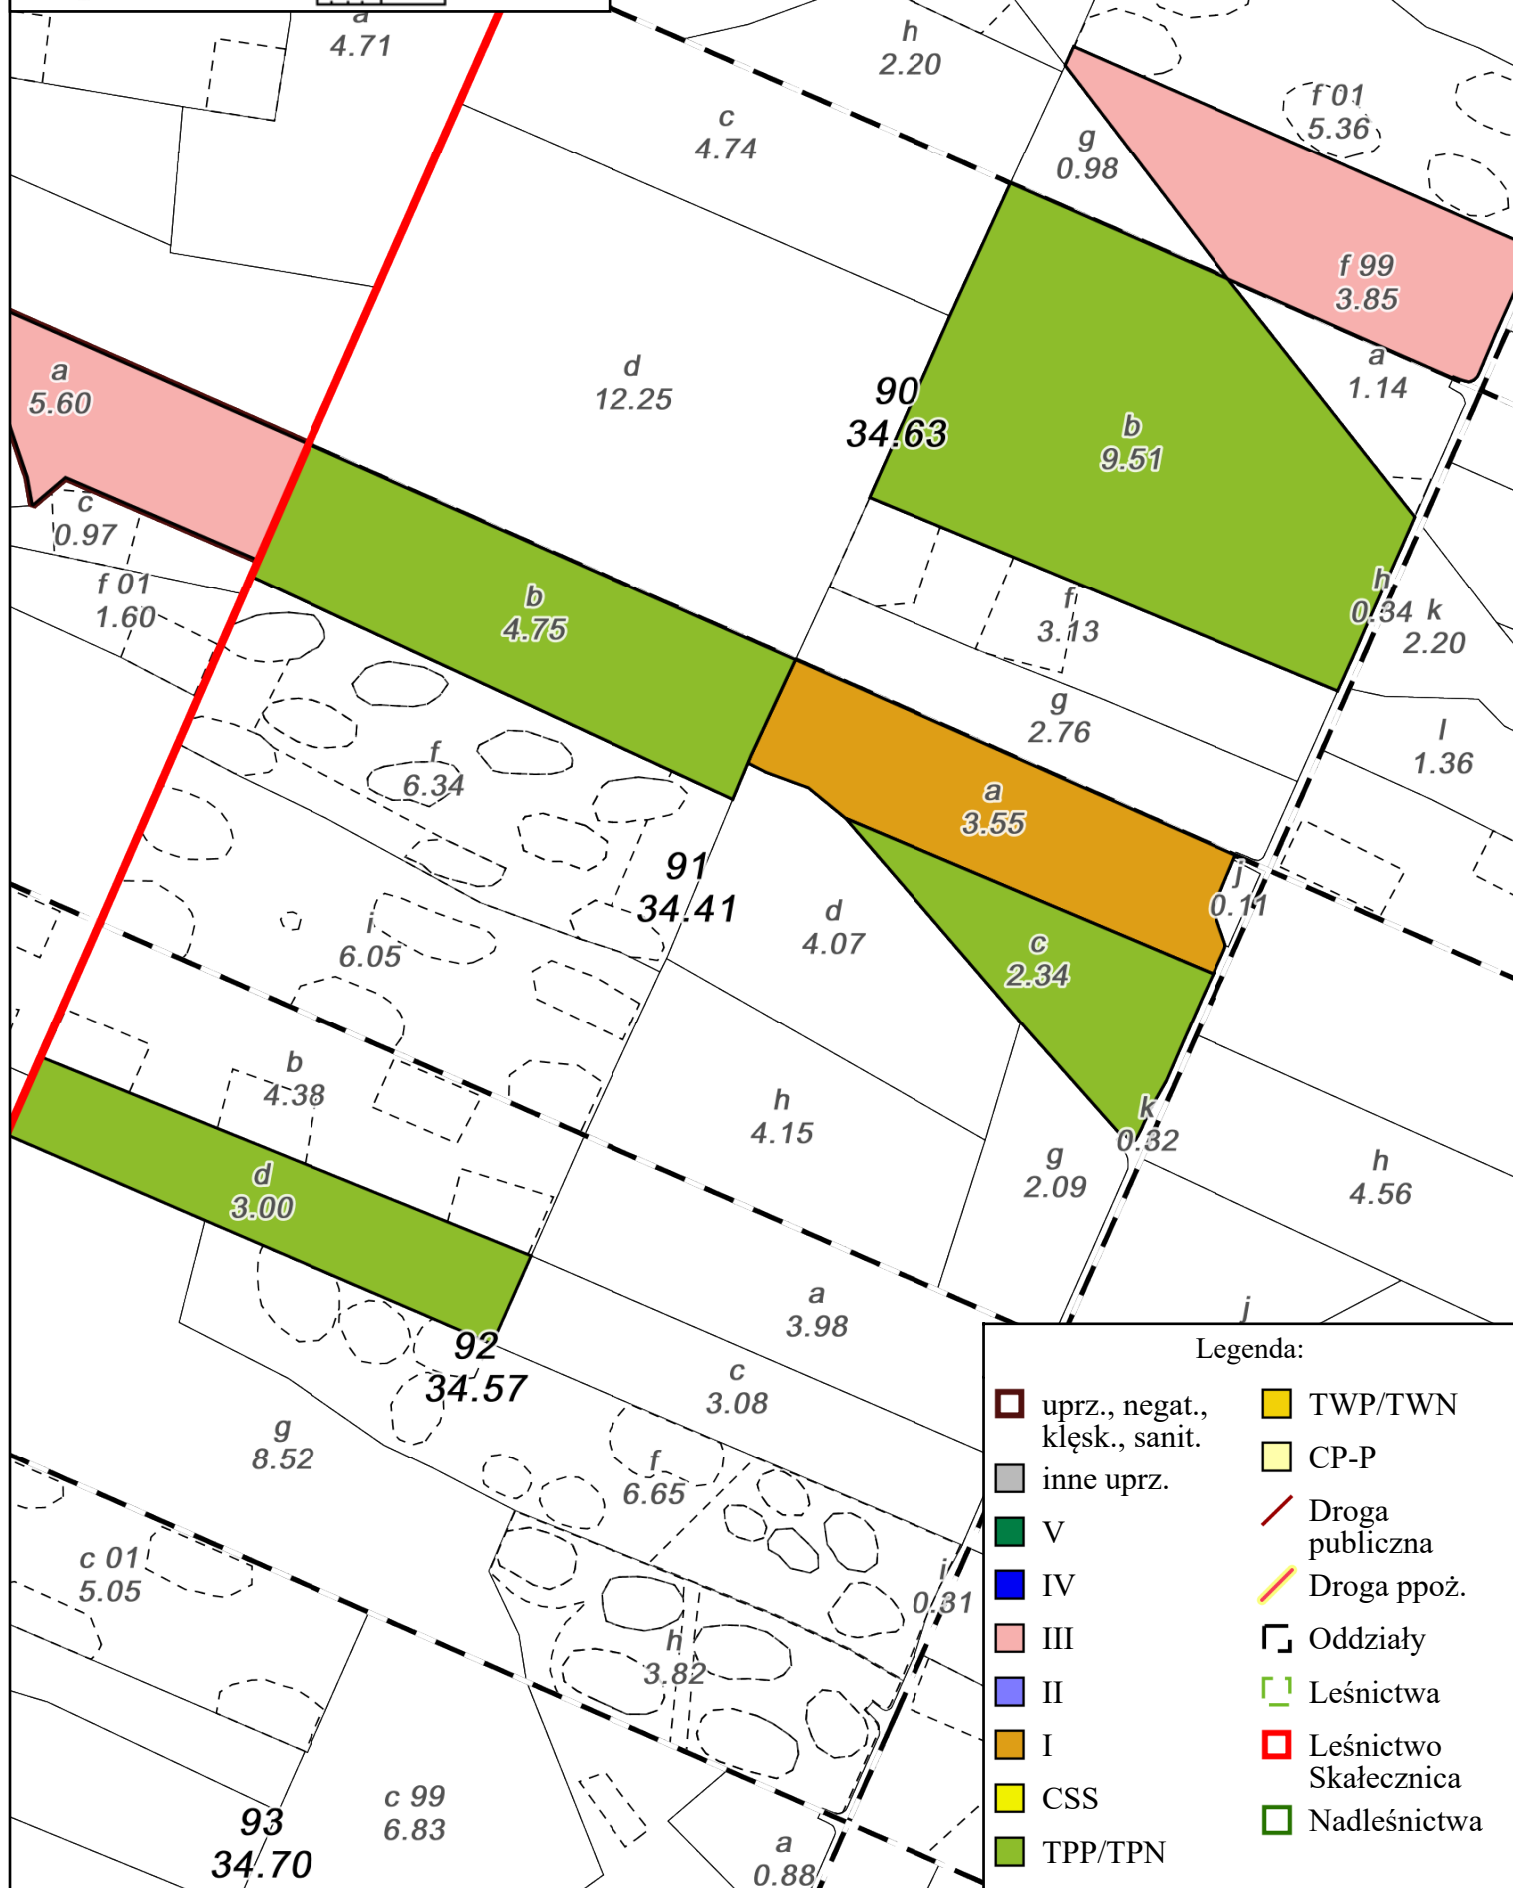 a
4.71
h
2.20
c
4.74
g
0.98
f 01
5.36
f 99
3.85
a
1.14
a
5.60
d
12.25
90
34.63
b
9.51
c
0.97
f 01
1.60
b
4.75
f
3.13
h
0.34
k
2.20
g
2.76
l
1.36
f
6.34
a
3.55
91
34.41
j
0.11
i
6.05
d
4.07
c
2.34
b
4.38
h
4.15
k
0.32
g
2.09
h
4.56
d
3.00
a
3.98
j
92
34.57
c
3.08
g
8.52
f
6.65
c 01
5.05
i
0.31
h
3.82
c 99
6.83
93
34.70
a
0.88
Legenda:
uprz., negat.,
klęsk., sanit.
inne uprz.
V
IV
III
II
I
CSS
TPP/TPN
TWP/TWN
CP-P
Droga
publiczna
Droga ppoż.
Oddziały
Leśnictwa
Leśnictwo
Skałecznica
Nadleśnictwa